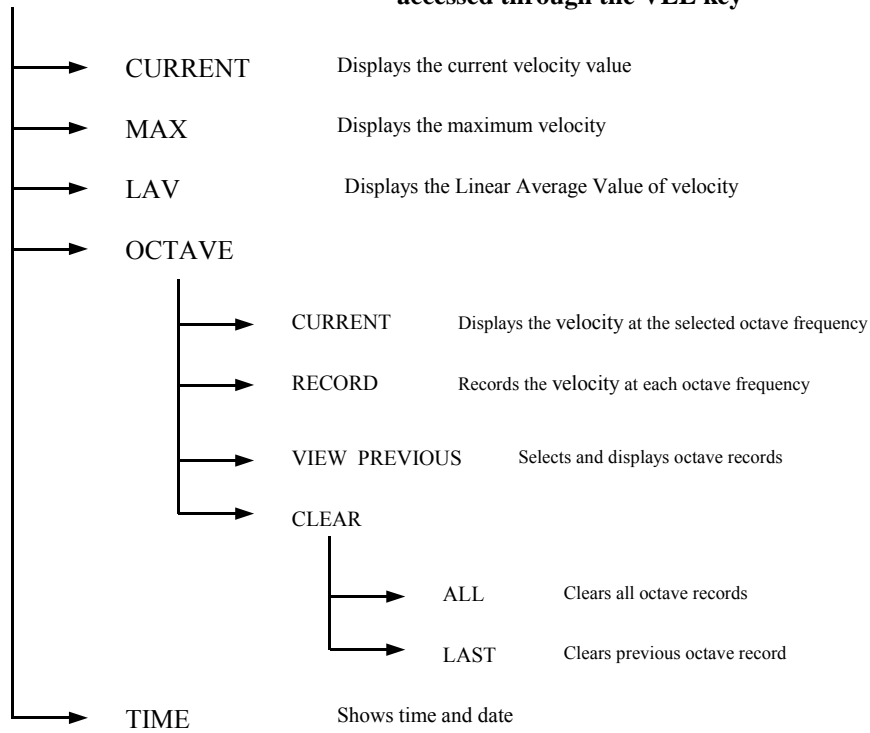 accessed through the VEL key
CURRENT Displays the current velocity value
MAX Displays the maximum velocity
LAV Displays the Linear Average Value of velocity
OCTAVE
CURRENT Displays the velocity at the selected octave frequency
RECORD Records the velocity at each octave frequency
VIEW PREVIOUS Selects and displays octave records
CLEAR
ALL Clears all octave records
LAST Clears previous octave record
TIME Shows time and date